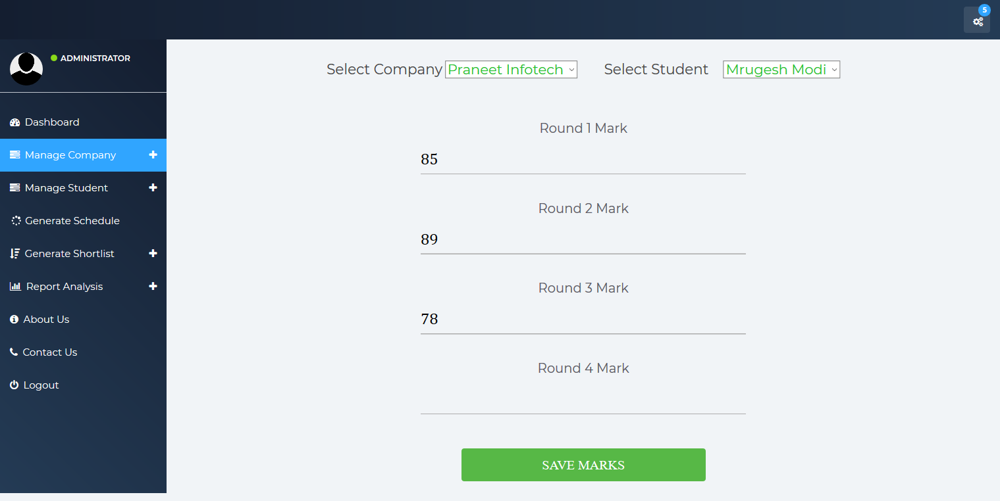 5
ADMINISTRATOR
Dashboard
Manage Company
Manage Student
Generate Schedule
Generate Shortlist
Report Analysis
About Us
Contact Us
Logout
Select Company Praneet Infotech Select Student Mrugesh Modi
Round 1 Mark
85
Round 2 Mark
89
Round 3 Mark
78
Round 4 Mark
SAVE MARKS